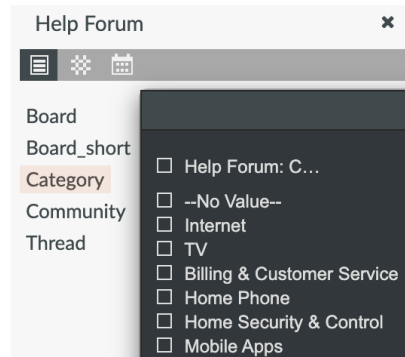 Help Forum
Board
Board_short
Category
Community
Thread
Help Forum: C...
--No Value--
Internet
TV
Billing & Customer Service
Home Phone
Home Security & Control
Mobile Apps